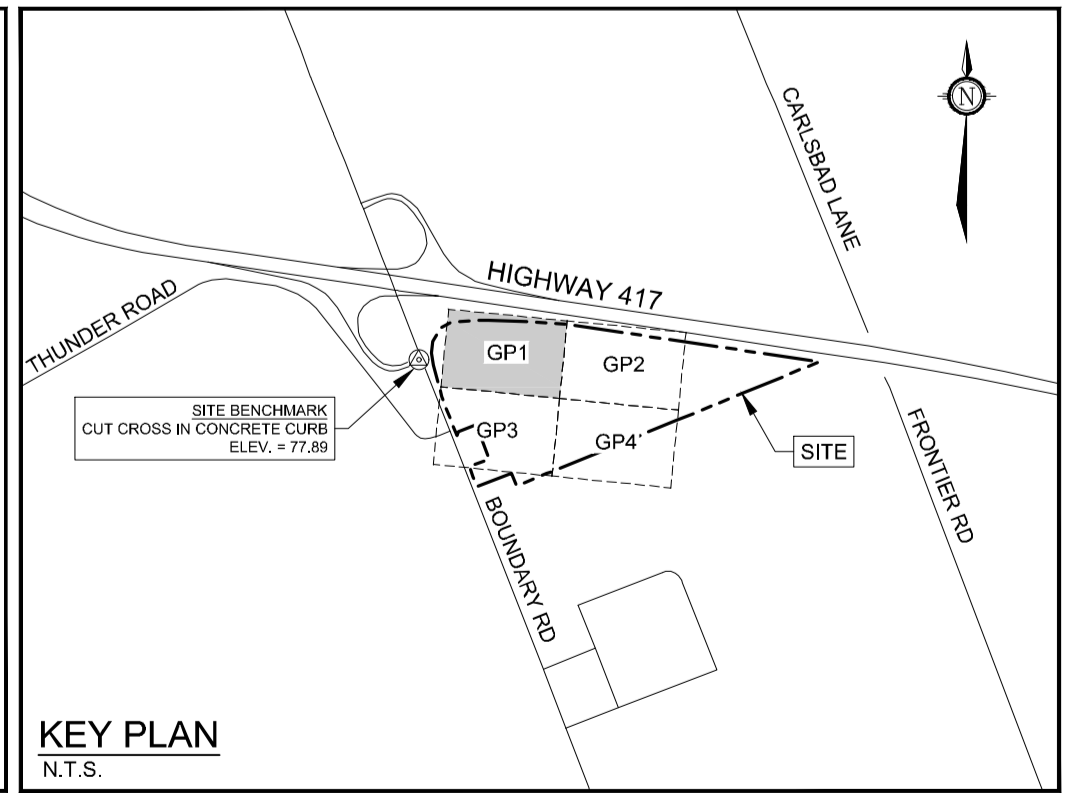 CARLSBAD LANE
N
HIGHWAY 417
THUNDER ROAD
GP1
GP2
SITE BENCHMARK
CUT CROSS IN CONCRETE CURB
ELEV. = 77.89
GP3
GP4'
SITE
FRONTIER RD
BOUNDARY RD
KEY PLAN
N.T.S.